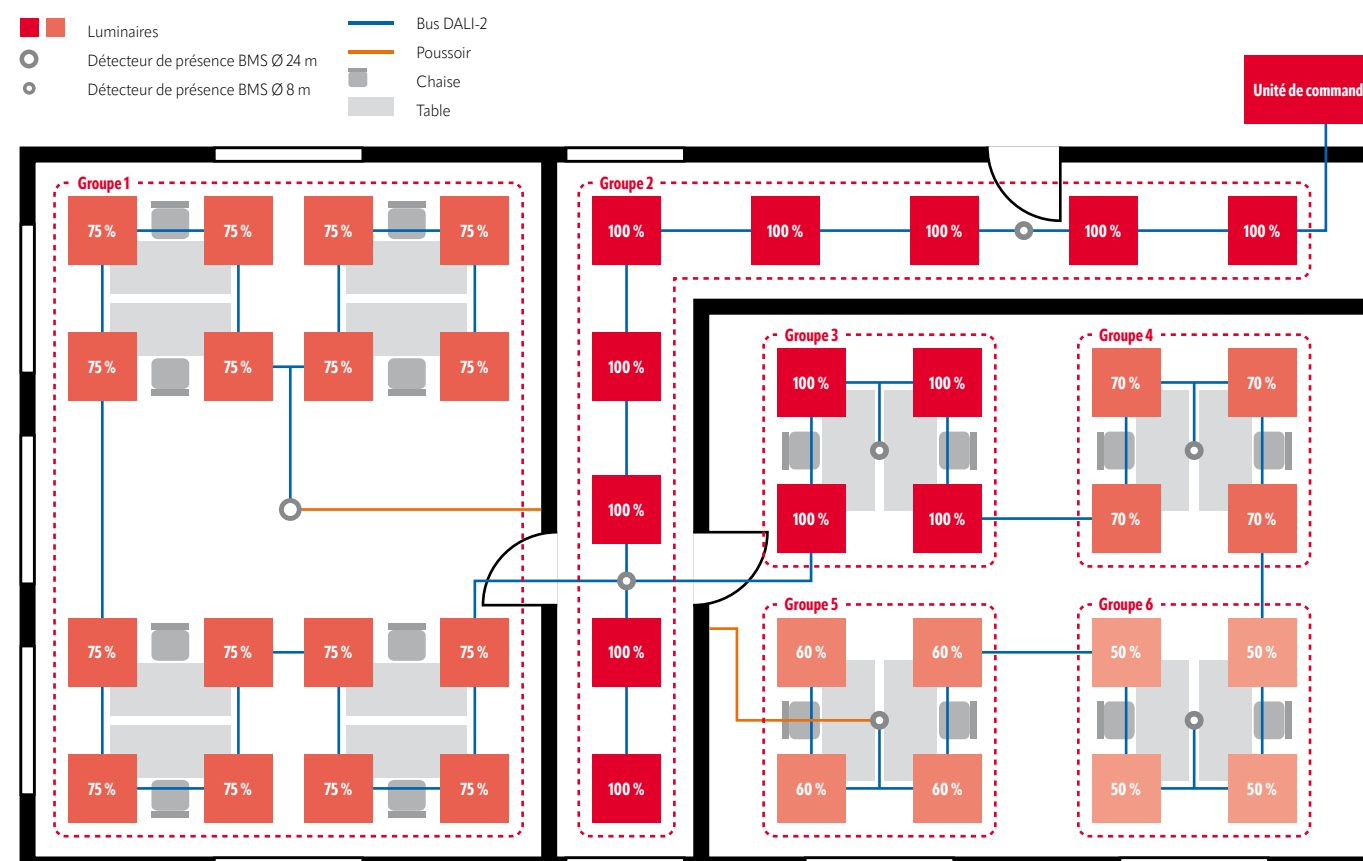 Luminaires
Détecteur de présence BMS Ø 24 m
Détecteur de présence BMS Ø 8 m
Bus DALI-2
Poussoir
Chaise
Table
Unité de command
Groupe 1
75 % 75 % 75 % 75 %
75 % 75 % 75 % 75 %
75 % 75 % 75 % 75 %
75 % 75 % 75 % 75 %
Groupe 2
100 % 100 % 100 % 100 % 100 %
100 %
100 %
100 %
100 %
Groupe 3
100 % 100 %
100 % 100 %
Groupe 4
70 % 70 %
70 % 70 %
Groupe 5
60 % 60 %
60 % 60 %
Groupe 6
50 % 50 %
50 % 50 %